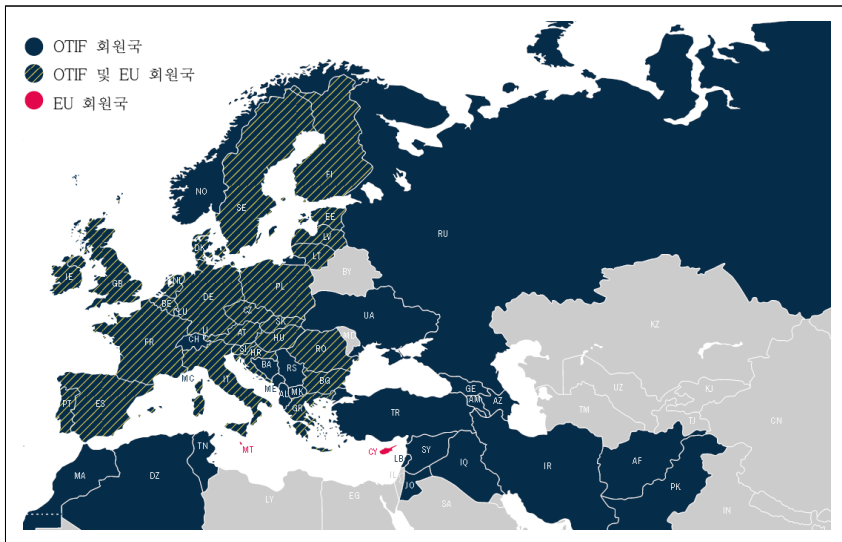 OTIF 회원국
OTIF 및 EU 회원국
EU 회원국
NO
SE
FI
RU
EE
LV
LT
DK
IE
GB
NL
BE
LU
DE
PL
BY
CZ
SK
UA
KZ
FR
CH
LI
AT
HU
SI
HR
RO
MD
BA
RS
MC
IT
ME
AL
MK
BG
GR
PT
ES
GE
AM
AZ
UZ
KJ
TM
TJ
CN
TR
TN
MT
CY
LB
SY
IQ
IR
AF
PK
MA
DZ
LY
EG
IL
JO
SA
IN